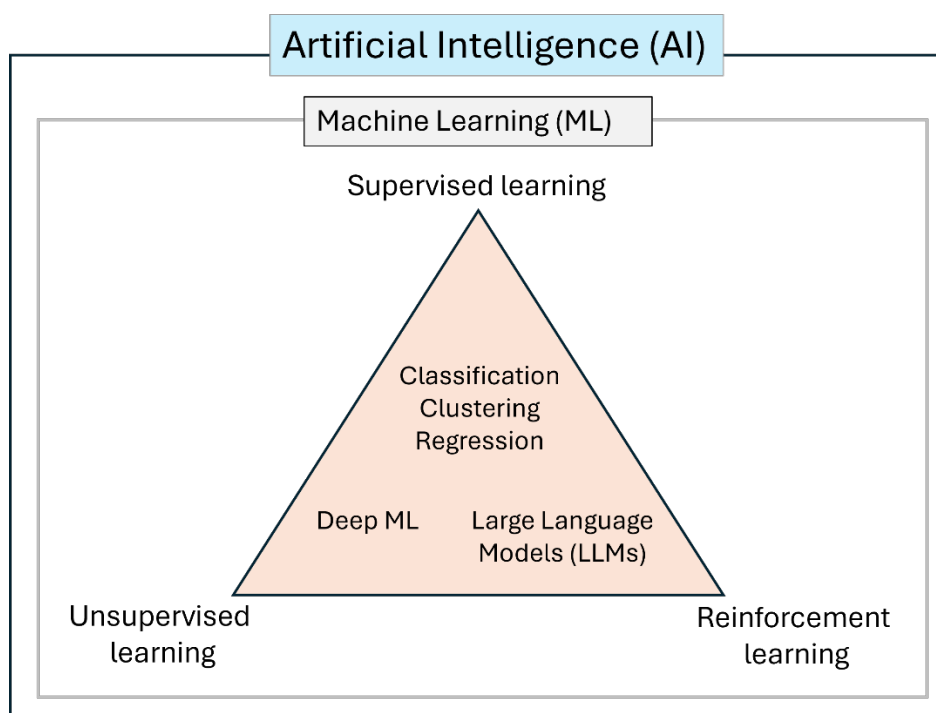 Artificial Intelligence (AI)
Machine Learning (ML)
Supervised learning
Classification
Clustering
Regression
Deep ML
Large Language
Models (LLMs)
Unsupervised
learning
Reinforcement
learning